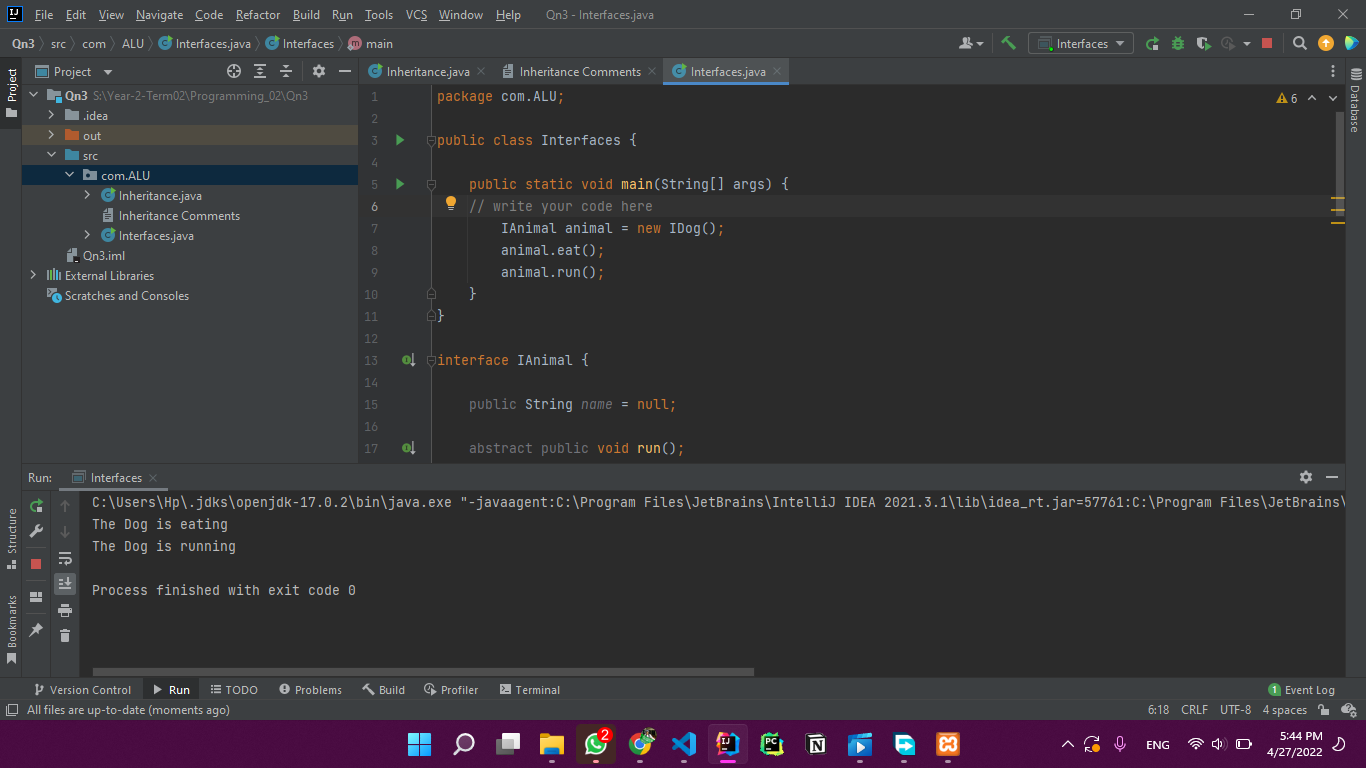 File Edit View Navigate Code Refactor Build Run Tools VCS Window Help Qn3 - Interfaces.java
Qn3 src com ALU Interfaces.java Interfaces main Interfaces
Project
Project
Qn3 S:\Year-2-Term02\Programming_02\Qn3
.idea
out
src
com.ALU
Inheritance.java
Inheritance Comments
Interfaces.java
Qn3.iml
External Libraries
Scratches and Consoles
Inheritance.java Inheritance Comments Interfaces.java
6
1 package com.ALU;
2
3 public class Interfaces {
4
5 public static void main(String[] args) {
6 // write your code here
7 IAnimal animal = new IDog();
8 animal.eat();
9 animal.run();
10 }
11 }
12
13 interface IAnimal {
14
15 public String name = null;
16
17 abstract public void run();
Database
Run: Interfaces
C:\Users\Hp\.jdks\openjdk-17.0.2\bin\java.exe "-javaagent:C:\Program Files\JetBrains\IntelliJ IDEA 2021.3.1\lib\idea_rt.jar=57761:C:\Program Files\JetBrains\
The Dog is eating
The Dog is running
Process finished with exit code 0
Structure
Bookmarks
Version Control Run TODO Problems Build Profiler Terminal 1 Event Log
All files are up-to-date (moments ago) 6:18 CRLF UTF-8 4 spaces
2
ENG
5:44 PM
4/27/2022